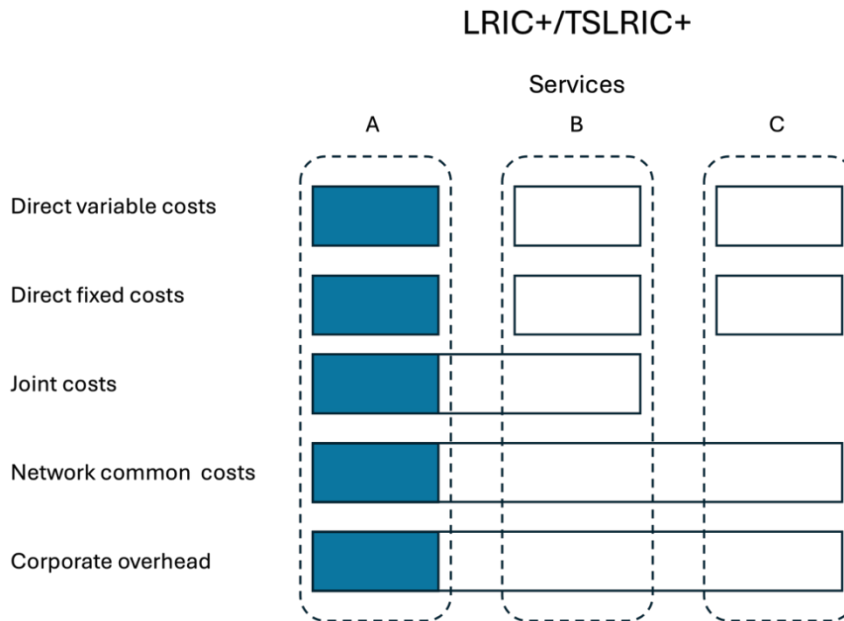 LRIC+/TSLRIC+
Services
A B C
Direct variable costs
Direct fixed costs
Joint costs
Network common costs
Corporate overhead